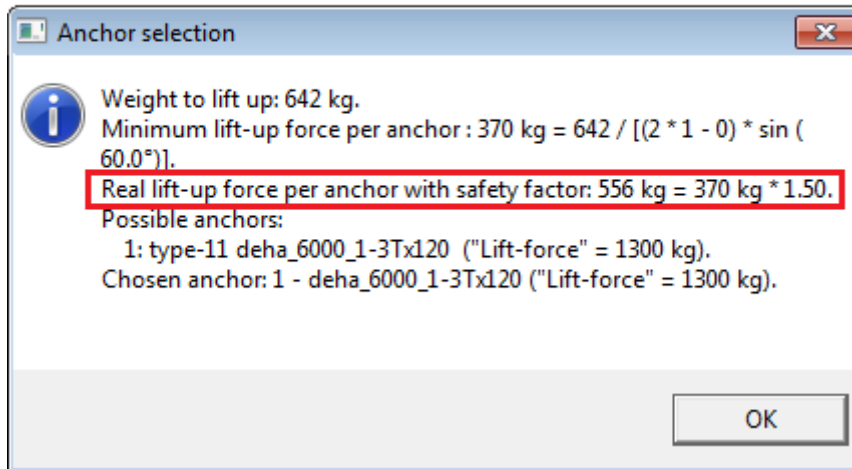 Anchor selection
Weight to lift up: 642 kg.
Minimum lift-up force per anchor : 370 kg = 642 / [(2 * 1 - 0) * sin (
60.0°)].
Real lift-up force per anchor with safety factor: 556 kg = 370 kg * 1.50.
Possible anchors:
1: type-11 deha_6000_1-3Tx120 ("Lift-force" = 1300 kg).
Chosen anchor: 1 - deha_6000_1-3Tx120 ("Lift-force" = 1300 kg).
OK